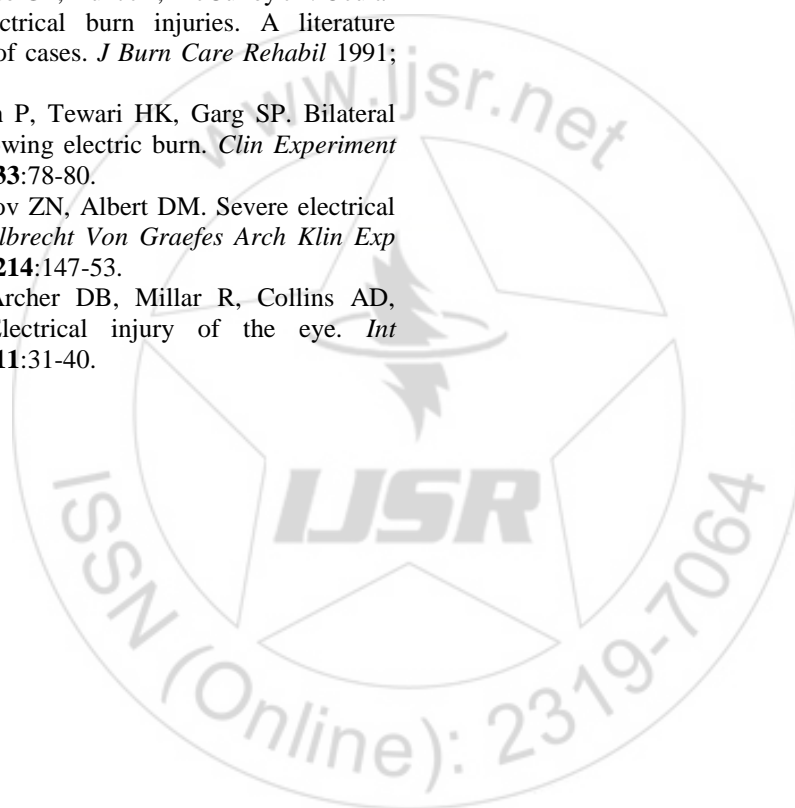 ctrical burn injuries. A literature
of cases. J Burn Care Rehabil 1991;
P, Tewari HK, Garg SP. Bilateral
wing electric burn. Clin Experiment
33:78-80.
ov ZN, Albert DM. Severe electrical
lbrecht Von Graefes Arch Klin Exp
214:147-53.
Archer DB, Millar R, Collins AD,
lectrical injury of the eye. Int
11:31-40.
www.ijsr.net
IJSR
ISSN (Online): 2319-7064